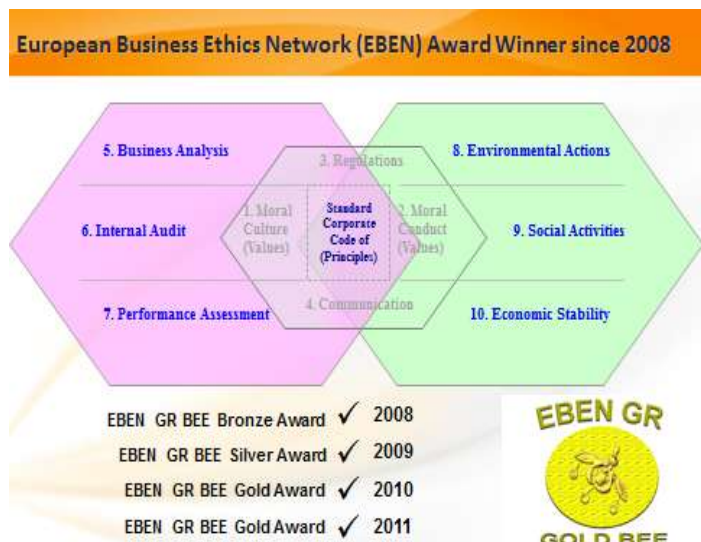 European Business Ethics Network (EBEN) Award Winner since 2008
5. Business Analysis
8. Environmental Actions
3. Regulations
1. Moral
Culture
(Values)
Standard
Corporate
Code of
(Principles)
2. Moral
Conduct
(Values)
6. Internal Audit
9. Social Activities
4. Communication
7. Performance Assessment
10. Economic Stability
EBEN GR BEE Bronze Award ✓ 2008
EBEN GR BEE Silver Award ✓ 2009
EBEN GR BEE Gold Award ✓ 2010
EBEN GR BEE Gold Award ✓ 2011
EBEN GR
GOLD BEE